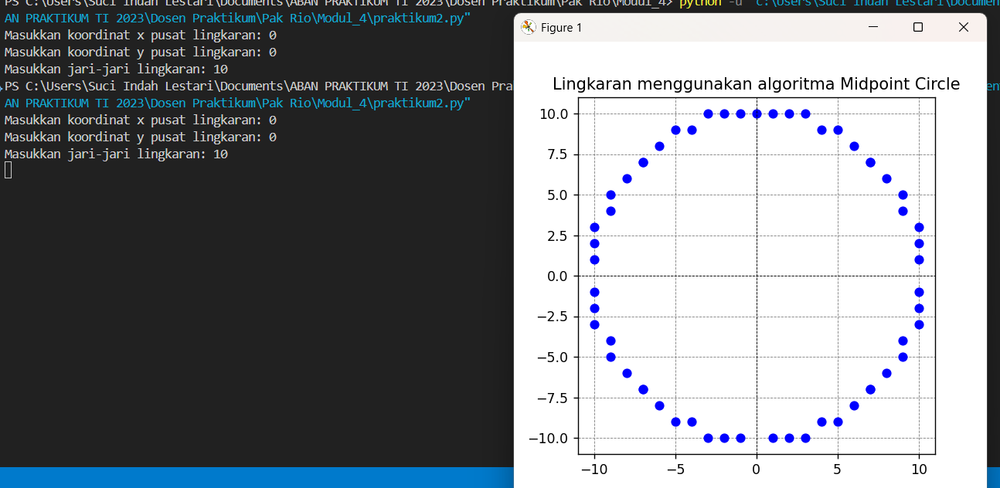 PS C:\Users\Suci Indah Lestari\Documents\ABAN PRAKTIKUM TI 2023\Dosen Praktikum\Pak Rio\Modul_4> python -u "c:\Users\Suci Indah Lestari\Documen
AN PRAKTIKUM TI 2023\Dosen Praktikum\Pak Rio\Modul_4\praktikum2.py"
Masukkan koordinat x pusat lingkaran: 0
Masukkan koordinat y pusat lingkaran: 0
Masukkan jari-jari lingkaran: 10
PS C:\Users\Suci Indah Lestari\Documents\ABAN PRAKTIKUM TI 2023\Dosen Pra
AN PRAKTIKUM TI 2023\Dosen Praktikum\Pak Rio\Modul_4\praktikum2.py"
Masukkan koordinat x pusat lingkaran: 0
Masukkan koordinat y pusat lingkaran: 0
Masukkan jari-jari lingkaran: 10
Figure 1
Lingkaran menggunakan algoritma Midpoint Circle
10.0
7.5
5.0
2.5
0.0
−2.5
−5.0
−7.5
−10.0
−10 −5 0 5 10